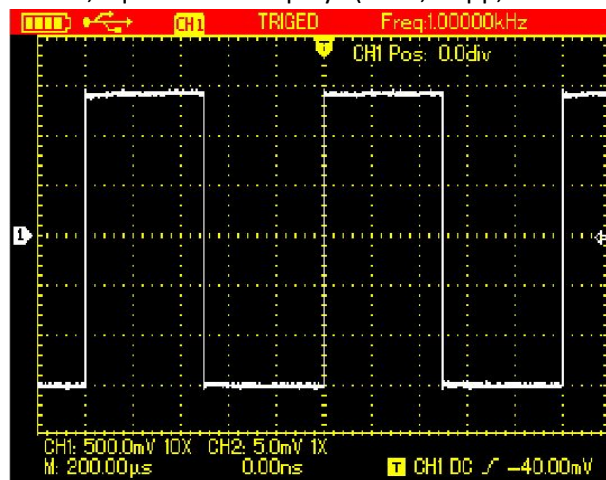 CH1 TRIGED Freq:1.00000kHz
T CH1 Pos: 0.0div
1
CH1: 500.0mV 10X CH2: 5.0mV 1X
M: 200.00μs 0.00ns T CH1 DC -40.00mV